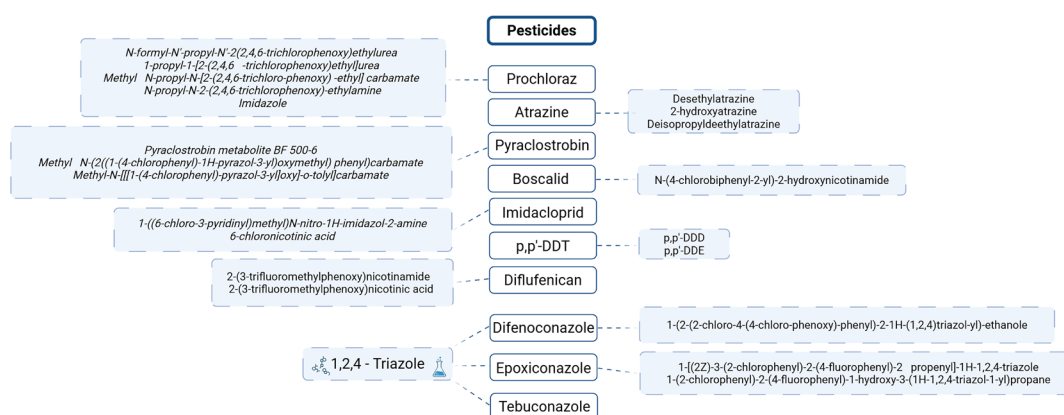 Pesticides
N-formyl-N'-propyl-N'-2(2,4,6-trichlorophenoxy)ethylurea
1-propyl-1-[2-(2,4,6 -trichlorophenoxy)ethyl]urea
Methyl N-propyl-N-[2-(2,4,6-trichloro-phenoxy) -ethyl] carbamate
N-propyl-N-2-(2,4,6-trichlorophenoxy)-ethylamine
Imidazole
Prochloraz
Atrazine
Desethylatrazine
2-hydroxyatrazine
Deisopropyldeethylatrazine
Pyraclostrobin metabolite BF 500-6
Methyl N-(2((1-(4-chlorophenyl)-1H-pyrazol-3-yl)oxymethyl) phenyl)carbamate
Methyl-N-[[[1-(4-chlorophenyl)-pyrazol-3-yl]oxy]-o-tolyl]carbamate
Pyraclostrobin
Boscalid
N-(4-chlorobiphenyl-2-yl)-2-hydroxynicotinamide
1-((6-chloro-3-pyridinyl)methyl)N-nitro-1H-imidazol-2-amine
6-chloronicotinic acid
Imidacloprid
p,p'-DDT
p,p'-DDD
p,p'-DDE
2-(3-trifluoromethylphenoxy)nicotinamide
2-(3-trifluoromethylphenoxy)nicotinic acid
Diflufenican
Difenoconazole
1-(2-(2-chloro-4-(4-chloro-phenoxy)-phenyl)-2-1H-(1,2,4)triazol-yl)-ethanole
1,2,4 - Triazole
Epoxiconazole
1-[(2Z)-3-(2-chlorophenyl)-2-(4-fluorophenyl)-2 propenyl]-1H-1,2,4-triazole
1-(2-chlorophenyl)-2-(4-fluorophenyl)-1-hydroxy-3-(1H-1,2,4-triazol-1-yl)propane
Tebuconazole